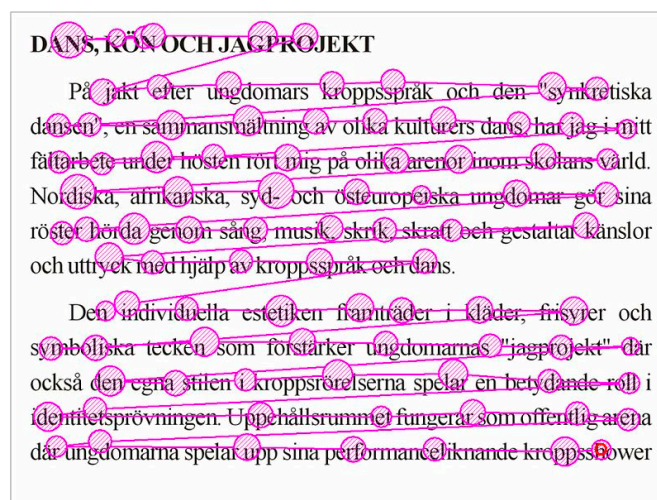 DANS, KÖN OCH JAGPROJEKT
På jakt efter ungdomars kroppsspråk och den "synkretiska
dansen", en sammansmältning av olika kulturers dans, har jag i mitt
fältarbete under hösten rört mig på olika arenor inom skolans värld.
Nordiska, afrikanska, syd- och östeuropeiska ungdomar gör sina
röster hörda genom sång, musik, skrik, skratt och gestaltar känslor
och uttryck med hjälp av kroppsspråk och dans.
Den individuella estetiken framträder i kläder, frisyrer och
symboliska tecken som förstärker ungdomarnas "jagprojekt" där
också den egna stilen i kroppsrörelserna spelar en betydande roll i
identitetsprövningen. Uppehållsrummet fungerar som offentlig arena
där ungdomarna spelar upp sina performanceliknande kroppsshower